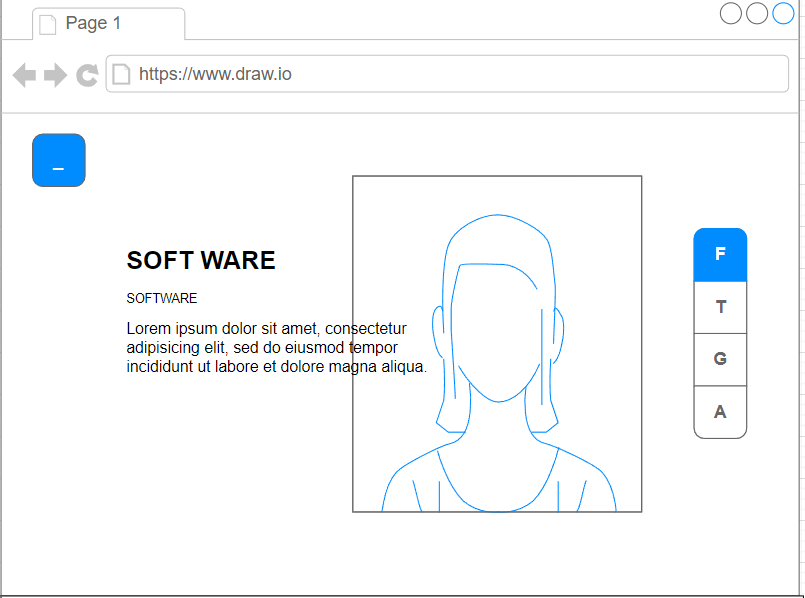 Page 1
https://www.draw.io
_
SOFT WARE
SOFTWARE
Lorem ipsum dolor sit amet, consectetur
adipisicing elit, sed do eiusmod tempor
incididunt ut labore et dolore magna aliqua.
F
T
G
A